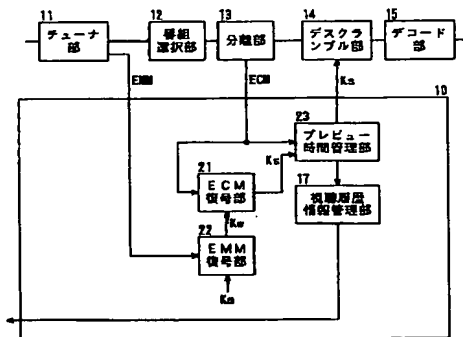 11
チューナ
部
12
番組
選択部
13
分離部
14
デスクラ
ンブル部
15
デコード
部
EMM
ECM
Ks
10
23
プレビュー
時間管理部
21
ECM
復号部
Ks
17
視聴履歴
情報管理部
Kw
22
EMM
復号部
Km